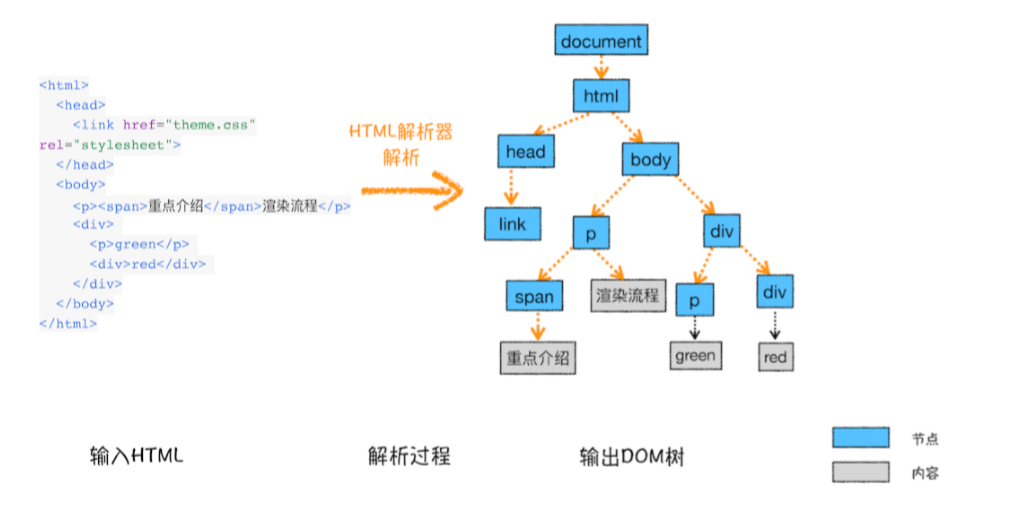 <html>
<head>
<link href="theme.css"
rel="stylesheet">
</head>
<body>
<p><span>重点介绍</span>渲染流程</p>
<div>
<p>green</p>
<div>red</div>
</div>
</body>
</html>
HTML解析器
解析
document
html
head
body
link
p
div
span
渲染流程
p
div
重点介绍
green
red
输入HTML
解析过程
输出DOM树
节点
内容